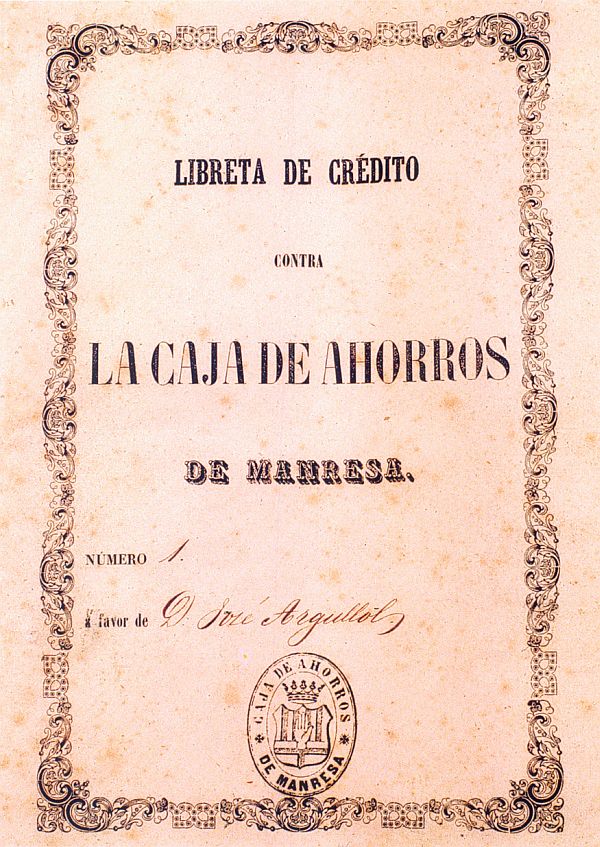 LIBRETA DE CRÉDITO
CONTRA
LA CAJA DE AHORROS
DE MANRESA.
NÚMERO 1.
á favor de D. José Argullol
CAJA DE AHORROS
DE MANRESA